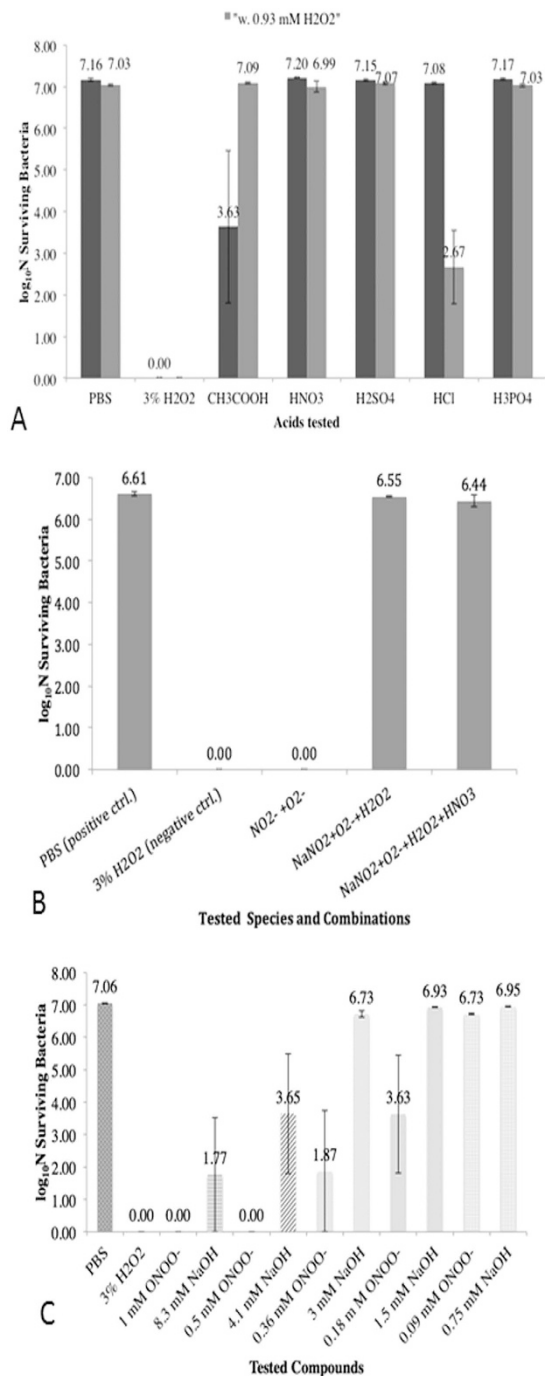 "w. 0.93 mM H2O2"
log10N Surviving Bacteria
8.00
7.00
6.00
5.00
4.00
3.00
2.00
1.00
0.00
7.16 7.03
0.00
3.63
7.09
7.20 6.99
7.15
7.07
7.08
2.67
7.17
7.03
PBS
3% H2O2
CH3COOH
HNO3
H2SO4
HCl
H3PO4
Acids tested
A
log10N Surviving Bacteria
7.00
6.00
5.00
4.00
3.00
2.00
1.00
0.00
6.61
0.00
0.00
6.55
6.44
PBS (positive ctrl.)
3% H2O2 (negative ctrl.)
NO2- +O2-
NaNO2+O2-+H2O2
NaNO2+O2-+H2O2+HNO3
Tested Species and Combinations
B
log10N Surviving Bacteria
8.00
7.00
6.00
5.00
4.00
3.00
2.00
1.00
0.00
7.06
0.00
0.00
1.77
0.00
3.65
1.87
6.73
3.63
6.93
6.73
6.95
PBS
3% H2O2
1 mM ONOO-
8.3 mM NaOH
0.5 mM ONOO-
4.1 mM NaOH
0.36 mM ONOO-
3 mM NaOH
0.18 m M ONOO-
1.5 mM NaOH
0.09 mM ONOO-
0.75 mM NaOH
Tested Compounds
C